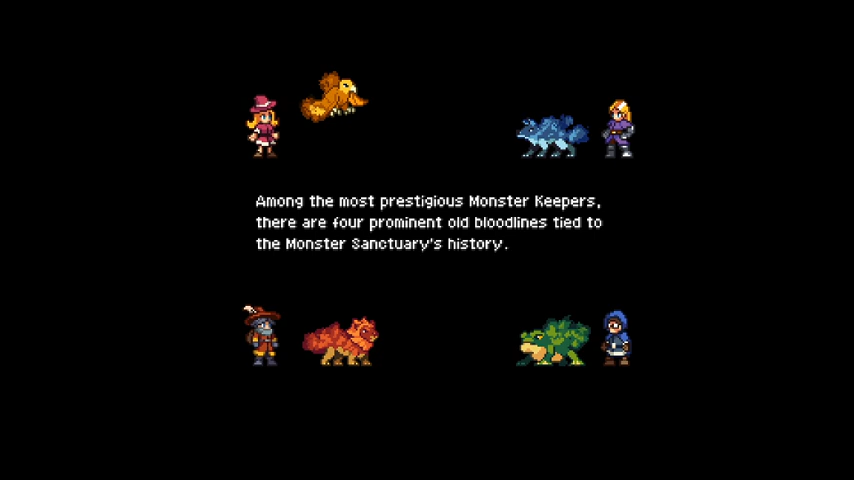 Among the most prestigious Monster Keepers,
there are four prominent old bloodlines tied to
the Monster Sanctuary's history.